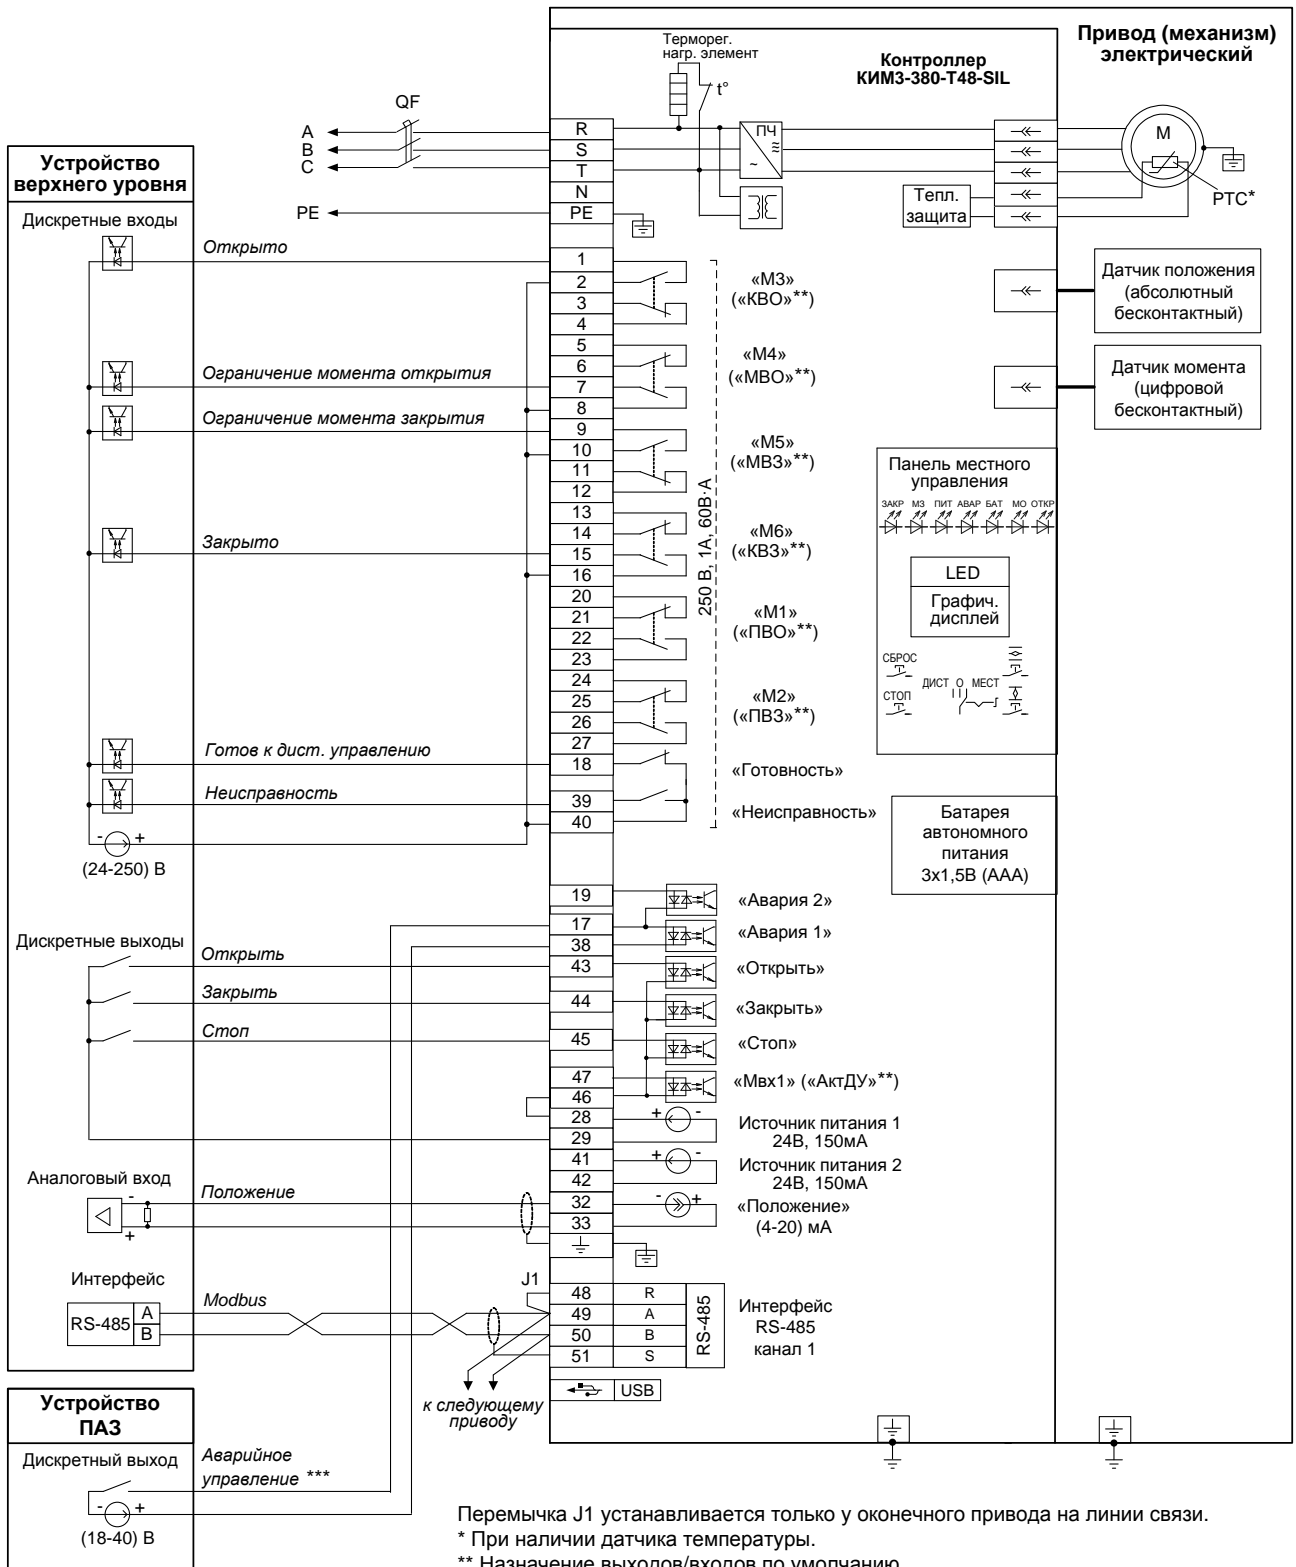 Привод (механизм)
электрический
Контроллер
КИМ3-380-Т48-SIL
Терморег.
нагр. элемент
t°
QF
A
B
C
PE
R
S
T
N
PE
ПЧ
≈
~
M
PTC*
Тепл.
защита
Устройство
верхнего уровня
Дискретные входы
Открыто
Ограничение момента открытия
Ограничение момента закрытия
Закрыто
Готов к дист. управлению
Неисправность
- +
(24-250) В
1
2
3
4
5
6
7
8
9
10
11
12
13
14
15
16
20
21
22
23
24
25
26
27
18
39
40
«М3»
(«КВО»**)
«М4»
(«МВО»**)
«М5»
(«МВЗ»**)
«М6»
(«КВЗ»**)
«М1»
(«ПВО»**)
«М2»
(«ПВЗ»**)
«Готовность»
«Неисправность»
250 В, 1А, 60В·А
Датчик положения
(абсолютный
бесконтактный)
Датчик момента
(цифровой
бесконтактный)
Панель местного
управления
ЗАКР МЗ ПИТ АВАР БАТ МО ОТКР
LED
Графич.
дисплей
СБРОС
СТОП
ДИСТ О МЕСТ
Батарея
автономного
питания
3х1,5В (ААА)
Дискретные выходы
Открыть
Закрыть
Стоп
19
17
38
43
44
45
47
46
28
29
41
42
32
33
«Авария 2»
«Авария 1»
«Открыть»
«Закрыть»
«Стоп»
«Мвх1» («АктДУ»**)
+ -
Источник питания 1
24В, 150мА
+ -
Источник питания 2
24В, 150мА
- +
«Положение»
(4-20) мА
Аналоговый вход
-
+
Положение
Интерфейс
RS-485
A
B
Modbus
J1
48 R
49 A
50 B
51 S
RS-485
Интерфейс
RS-485
канал 1
USB
к следующему
приводу
Устройство
ПАЗ
Дискретный выход
Аварийное
управление ***
- +
(18-40) В
Перемычка J1 устанавливается только у оконечного привода на линии связи.
* При наличии датчика температуры.
** Назначение выходов/входов по умолчанию